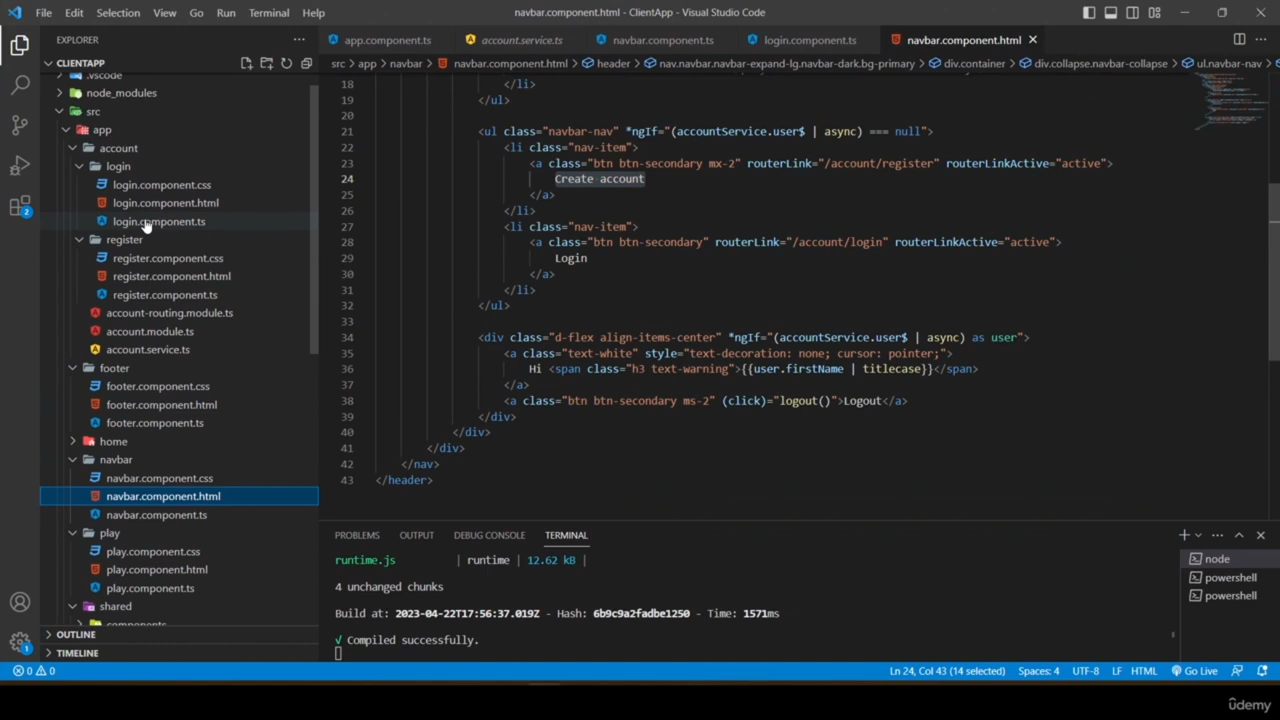 File Edit Selection View Go Run Terminal Help
navbar.component.html - ClientApp - Visual Studio Code
EXPLORER
app.component.ts account.service.ts navbar.component.ts login.component.ts navbar.component.html
CLIENTAPP
src > app > navbar > navbar.component.html > header > nav.navbar.navbar-expand-lg.navbar-dark.bg-primary > div.container > div.collapse.navbar-collapse > ul.navbar-nav
.vscode
node_modules
src
app
account
login
login.component.css
login.component.html
login.component.ts
register
register.component.css
register.component.html
register.component.ts
account-routing.module.ts
account.module.ts
account.service.ts
footer
footer.component.css
footer.component.html
footer.component.ts
home
navbar
navbar.component.css
navbar.component.html
navbar.component.ts
play
play.component.css
play.component.html
play.component.ts
shared
components
OUTLINE
TIMELINE
18 </li>
19 </ul>
20
21 <ul class="navbar-nav" *ngIf="(accountService.user$ | async) === null">
22 <li class="nav-item">
23 <a class="btn btn-secondary mx-2" routerLink="/account/register" routerLinkActive="active">
24 Create account
25 </a>
26 </li>
27 <li class="nav-item">
28 <a class="btn btn-secondary" routerLink="/account/login" routerLinkActive="active">
29 Login
30 </a>
31 </li>
32 </ul>
33
34 <div class="d-flex align-items-center" *ngIf="(accountService.user$ | async) as user">
35 <a class="text-white" style="text-decoration: none; cursor: pointer;">
36 Hi <span class="h3 text-warning">{{user.firstName | titlecase}}</span>
37 </a>
38 <a class="btn btn-secondary ms-2" (click)="logout()">Logout</a>
39 </div>
40 </div>
41 </div>
42 </nav>
43 </header>
PROBLEMS OUTPUT DEBUG CONSOLE TERMINAL
runtime.js | runtime | 12.62 kB |
4 unchanged chunks
Build at: 2023-04-22T17:56:37.019Z - Hash: 6b9c9a2fadbe1250 - Time: 1571ms
√ Compiled successfully.
node
powershell
powershell
2
1
0 0 Ln 24, Col 43 (14 selected) Spaces: 4 UTF-8 LF HTML Go Live
ûdemy